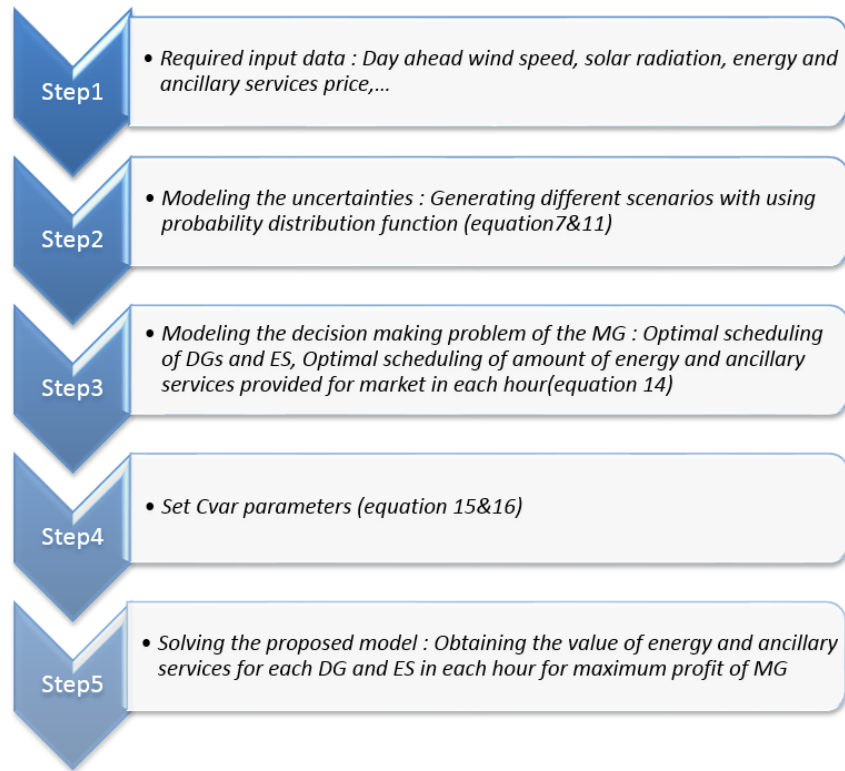 Step1
• Required input data : Day ahead wind speed, solar radiation, energy and
ancillary services price,...
Step2
• Modeling the uncertainties : Generating different scenarios with using
probability distribution function (equation7&11)
Step3
• Modeling the decision making problem of the MG : Optimal scheduling
of DGs and ES, Optimal scheduling of amount of energy and ancillary
services provided for market in each hour(equation 14)
Step4
• Set Cvar parameters (equation 15&16)
Step5
• Solving the proposed model : Obtaining the value of energy and ancillary
services for each DG and ES in each hour for maximum profit of MG